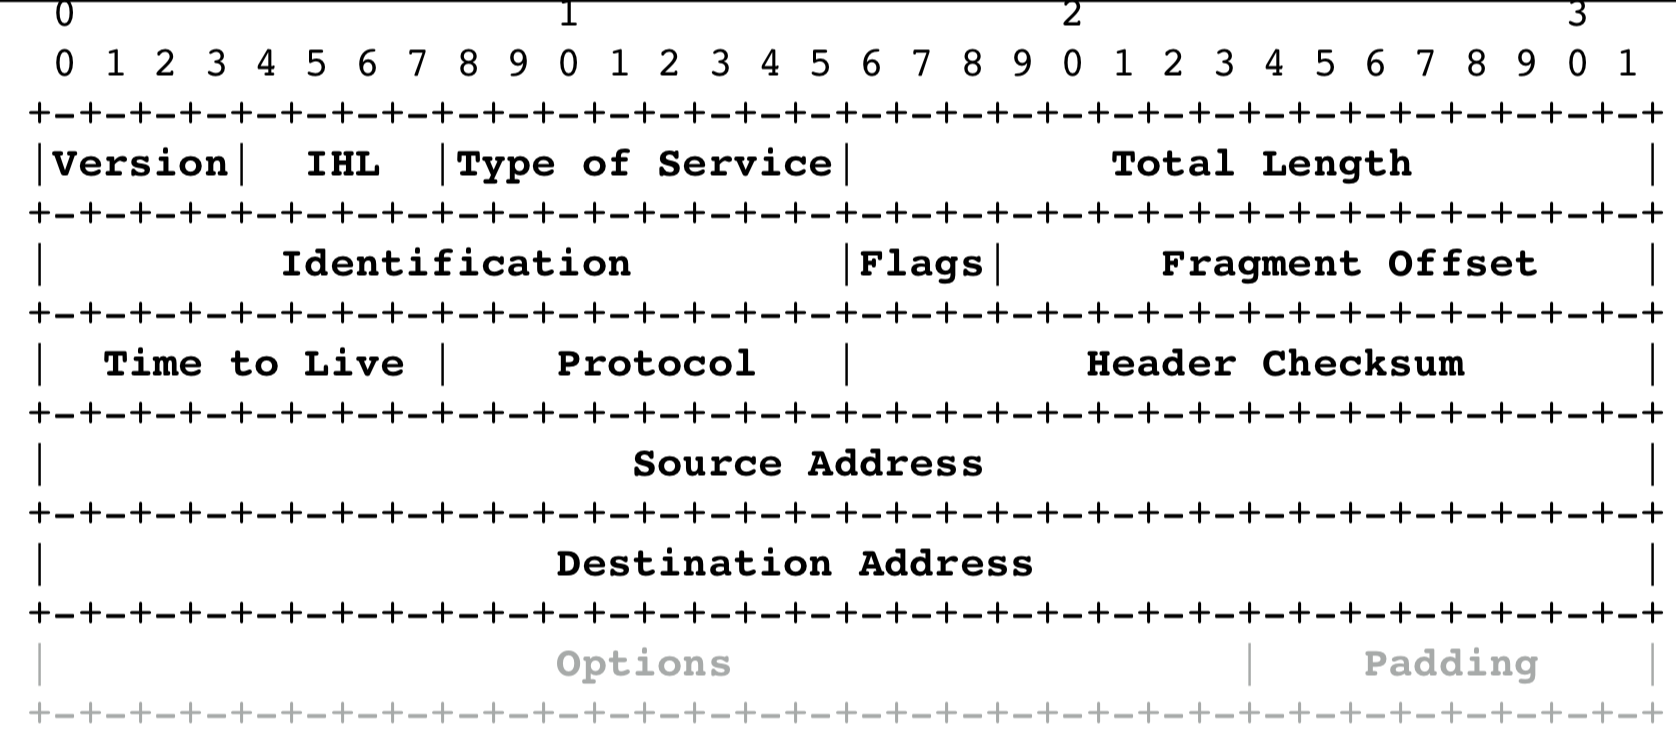 0                   1                   2                   3
0 1 2 3 4 5 6 7 8 9 0 1 2 3 4 5 6 7 8 9 0 1 2 3 4 5 6 7 8 9 0 1
+-+-+-+-+-+-+-+-+-+-+-+-+-+-+-+-+-+-+-+-+-+-+-+-+-+-+-+-+-+-+-+-+
|Version|  IHL  |Type of Service|          Total Length         |
+-+-+-+-+-+-+-+-+-+-+-+-+-+-+-+-+-+-+-+-+-+-+-+-+-+-+-+-+-+-+-+-+
|         Identification        |Flags|      Fragment Offset    |
+-+-+-+-+-+-+-+-+-+-+-+-+-+-+-+-+-+-+-+-+-+-+-+-+-+-+-+-+-+-+-+-+
|  Time to Live |    Protocol   |         Header Checksum       |
+-+-+-+-+-+-+-+-+-+-+-+-+-+-+-+-+-+-+-+-+-+-+-+-+-+-+-+-+-+-+-+-+
|                       Source Address                          |
+-+-+-+-+-+-+-+-+-+-+-+-+-+-+-+-+-+-+-+-+-+-+-+-+-+-+-+-+-+-+-+-+
|                    Destination Address                        |
+-+-+-+-+-+-+-+-+-+-+-+-+-+-+-+-+-+-+-+-+-+-+-+-+-+-+-+-+-+-+-+-+
|                    Options                    |    Padding    |
+-+-+-+-+-+-+-+-+-+-+-+-+-+-+-+-+-+-+-+-+-+-+-+-+-+-+-+-+-+-+-+-+